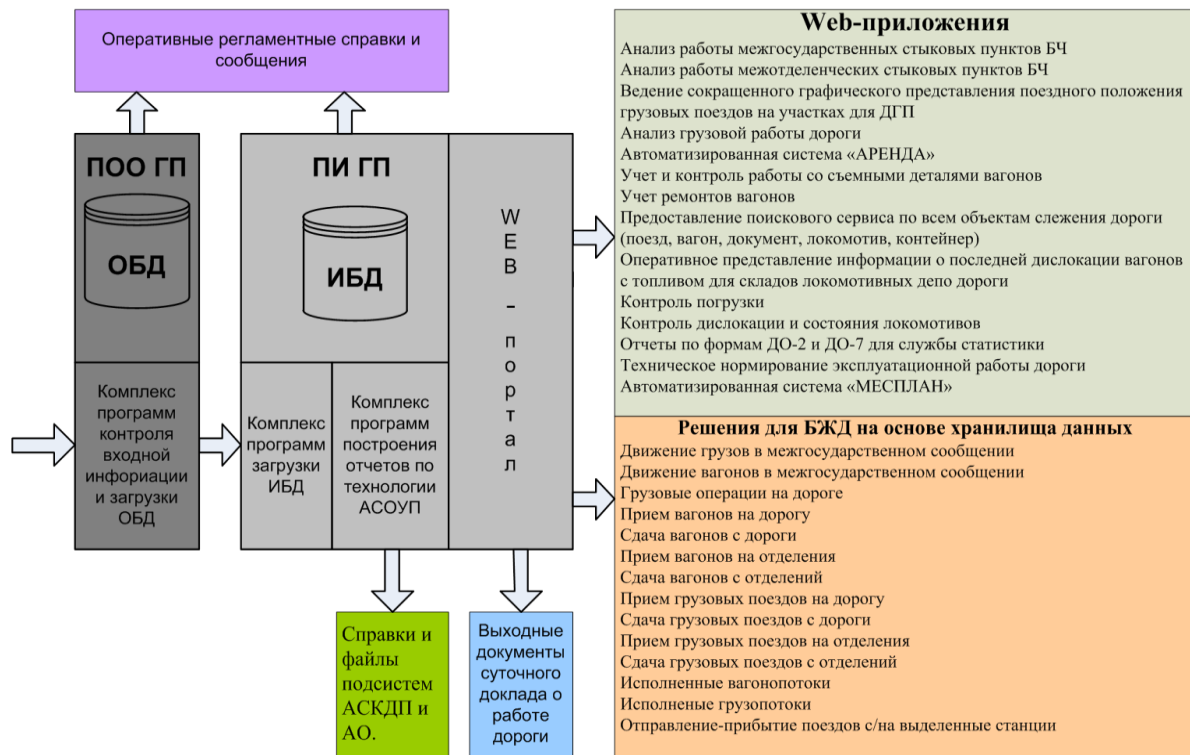 Оперативные регламентные справки и
сообщения
ПОО ГП
ОБД
Комплекс
программ
контроля
входной
инфориации
и загрузки
ОБД
ПИ ГП
ИБД
Комплекс
программ
загрузки
ИБД
Комплекс
программ
построения
отчетов по
технологии
АСОУП
W
E
B
-
п
о
р
т
а
л
Справки и
файлы
подсистем
АСКДП и
АО.
Выходные
документы
суточного
доклада о
работе
дороги
Web-приложения
Анализ работы межгосударственных стыковых пунктов БЧ
Анализ работы межотделенческих стыковых пунктов БЧ
Ведение сокращенного графического представления поездного положения
грузовых поездов на участках для ДГП
Анализ грузовой работы дороги
Автоматизированная система «АРЕНДА»
Учет и контроль работы со съемными деталями вагонов
Учет ремонтов вагонов
Предоставление поискового сервиса по всем объектам слежения дороги
(поезд, вагон, документ, локомотив, контейнер)
Оперативное представление информации о последней дислокации вагонов
с топливом для складов локомотивных депо дороги
Контроль погрузки
Контроль дислокации и состояния локомотивов
Отчеты по формам ДО-2 и ДО-7 для службы статистики
Техническое нормирование эксплуатационной работы дороги
Автоматизированная система «МЕСПЛАН»
Решения для БЖД на основе хранилища данных
Движение грузов в межгосударственном сообщении
Движение вагонов в межгосударственном сообщении
Грузовые операции на дороге
Прием вагонов на дорогу
Сдача вагонов с дороги
Прием вагонов на отделения
Сдача вагонов с отделений
Прием грузовых поездов на дорогу
Сдача грузовых поездов с дороги
Прием грузовых поездов на отделения
Сдача грузовых поездов с отделений
Исполненные вагонопотоки
Исполненые грузопотоки
Отправление-прибытие поездов с/на выделенные станции